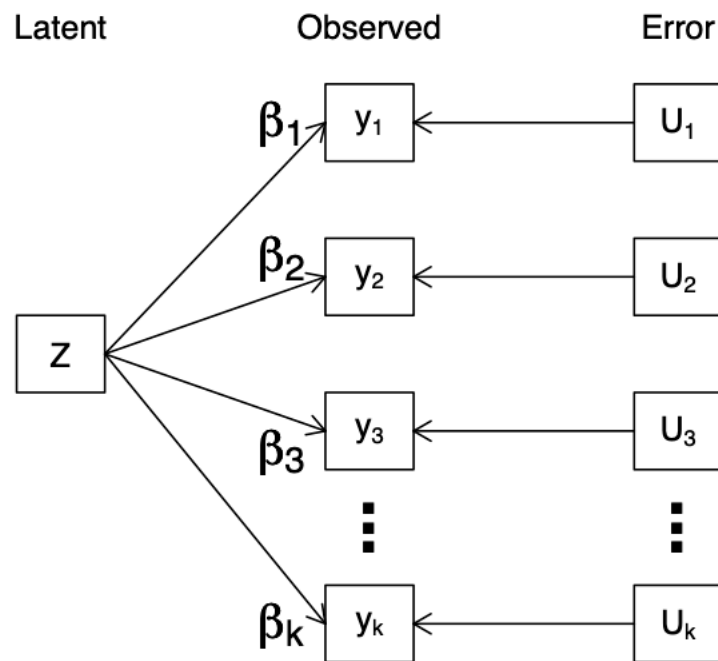 Latent Observed Error
β₁ y₁ U₁
β₂ y₂ U₂
Z
β₃ y₃ U₃
βₖ yₖ Uₖ